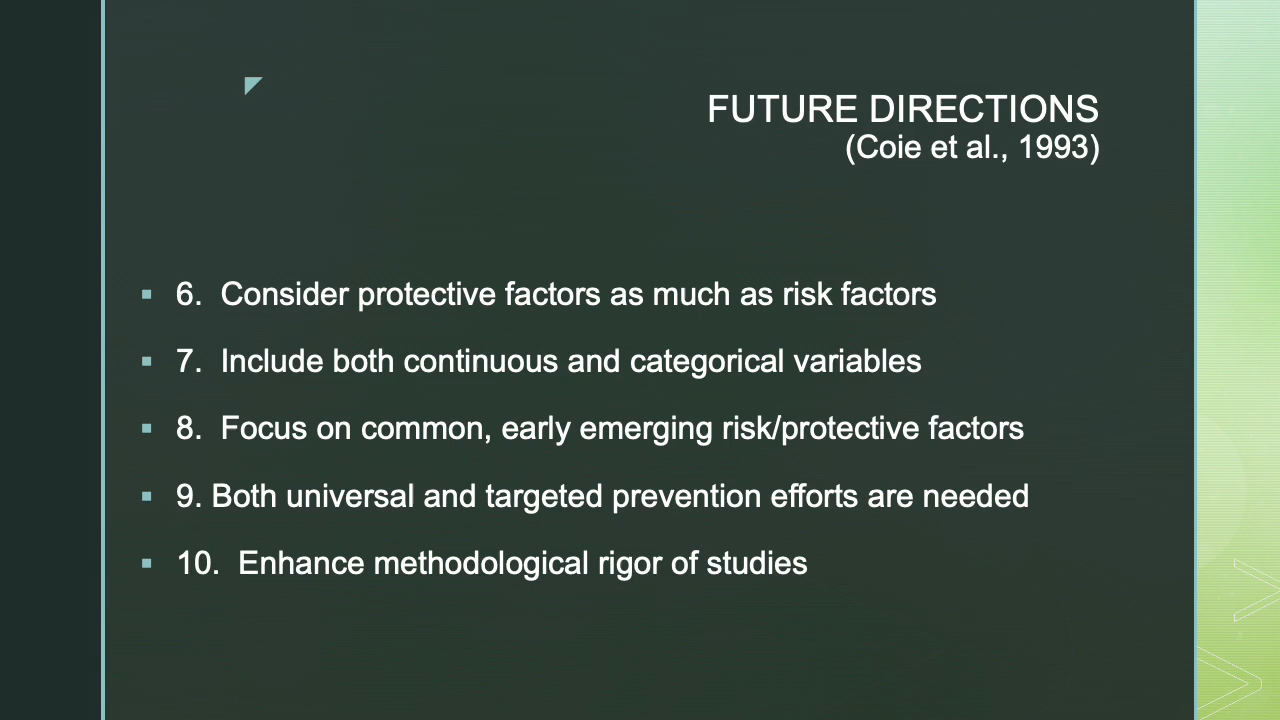 FUTURE DIRECTIONS
(Coie et al., 1993)
▪ 6. Consider protective factors as much as risk factors
▪ 7. Include both continuous and categorical variables
▪ 8. Focus on common, early emerging risk/protective factors
▪ 9. Both universal and targeted prevention efforts are needed
▪ 10. Enhance methodological rigor of studies